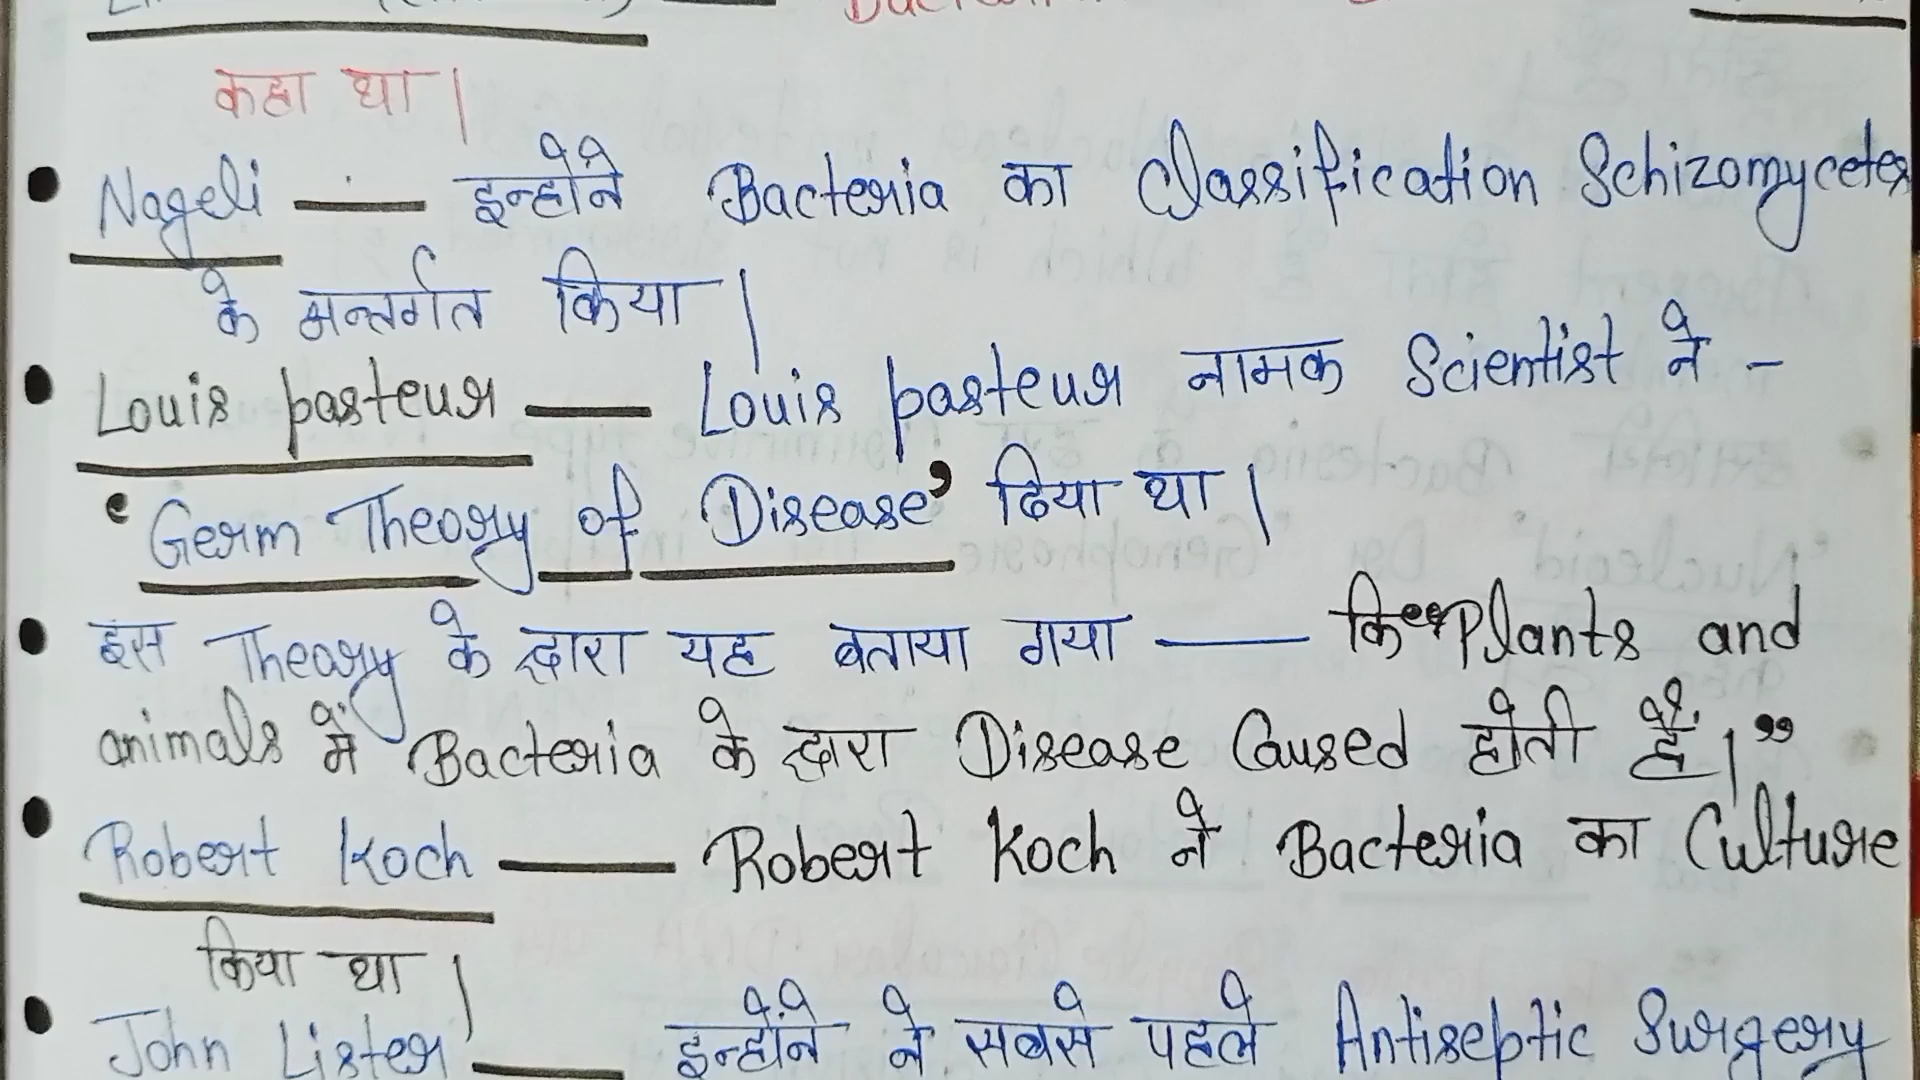 कहा था।
• Nageli — इन्होंने Bacteria का Classification Schizomycetes
के अन्तर्गत किया।
• Louis pasteur — Louis pasteur नामक Scientist ने -
‘Germ Theory of Disease’ दिया था।
• इस Theory के द्वारा यह बताया गया — कि “Plants and
animals में Bacteria के द्वारा Disease Caused होती है।”
• Robert Koch — Robert Koch ने Bacteria का Culture
किया था।
• John Lister — इन्होंने ने सबसे पहले Antiseptic Surgery